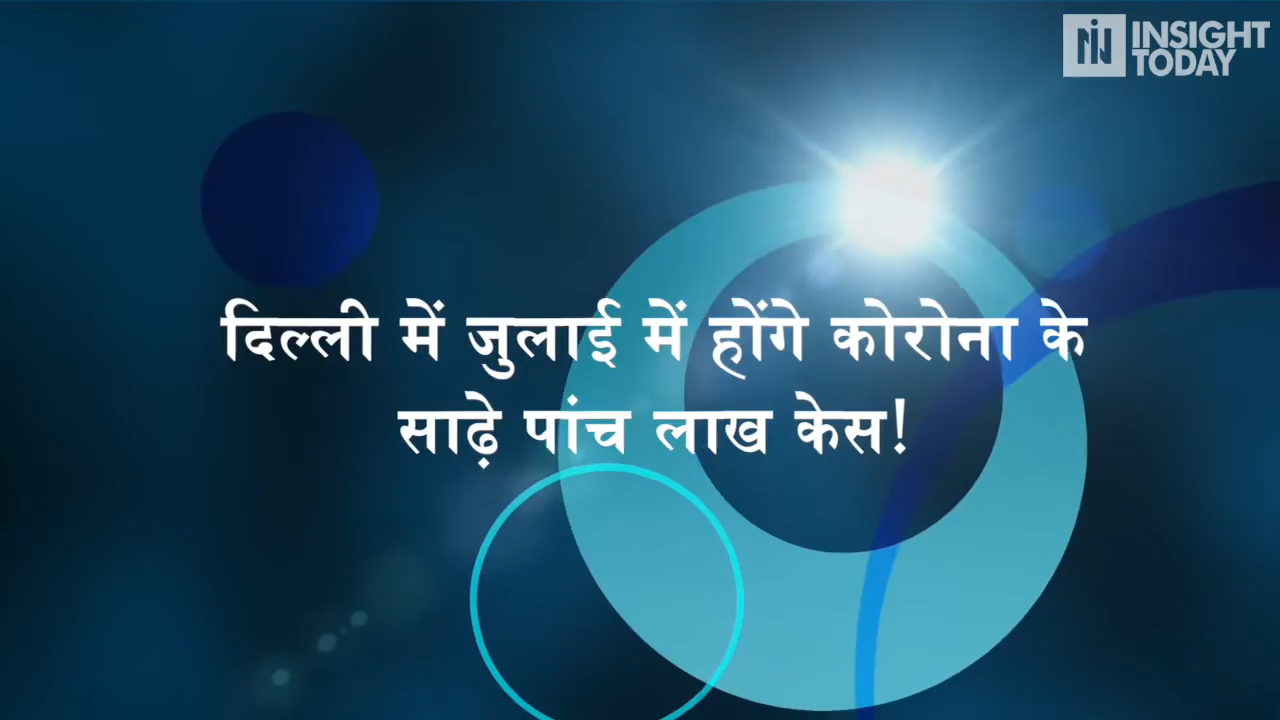 INSIGHT
TODAY
दिल्ली में जुलाई में होंगे कोरोना के
साढ़े पांच लाख केस!